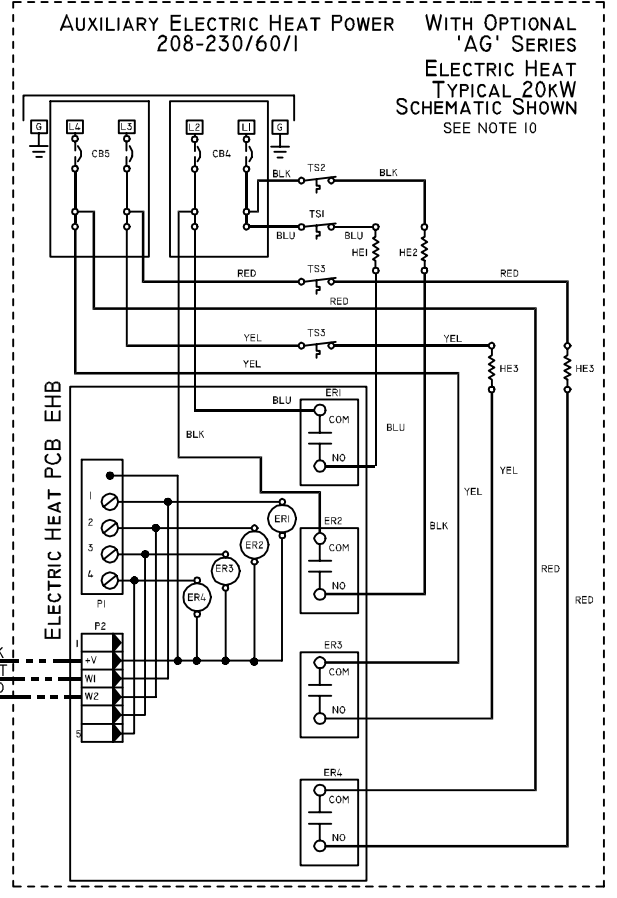 AUXILIARY ELECTRIC HEAT POWER
208-230/60/1
WITH OPTIONAL
'AG' SERIES
ELECTRIC HEAT
TYPICAL 20KW
SCHEMATIC SHOWN
SEE NOTE 10
G L4 L3 L2 L1 G
CB5 CB4
BLK TS2 BLK
TS1
BLU BLU
HE1 HE2
RED TS3 RED
RED
YEL TS3 YEL
YEL
HE3 HE3
ELECTRIC HEAT PCB EHB
ER1
BLU COM
BLK BLU
NO
YEL
YEL
1
2
3
4
P1
ER1
ER2
ER3
ER4
ER2
COM
NO
BLK
RED
RED
P2
1
+V
W1
W2
5
K
T
D
ER3
COM
NO
ER4
COM
NO